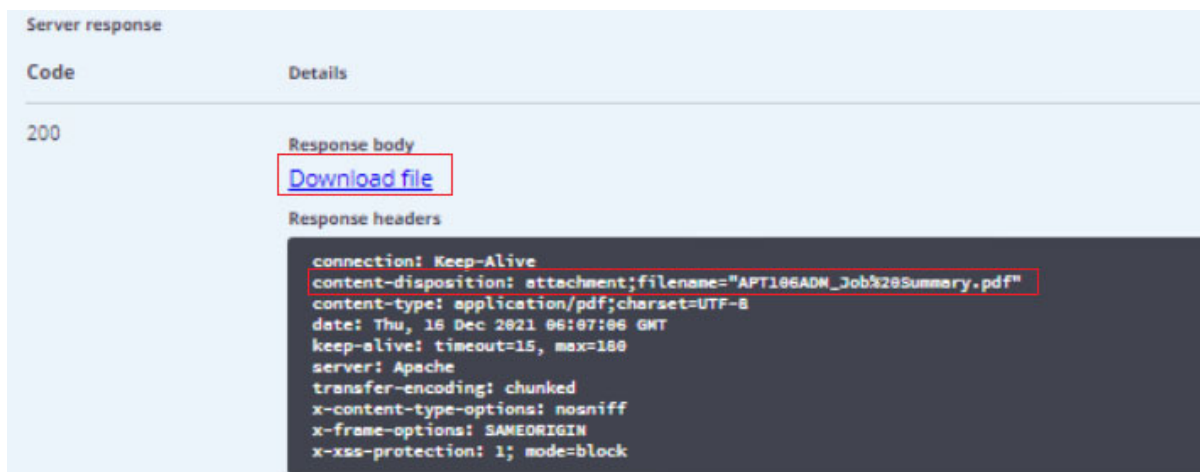 Server response
Code Details
200
Response body
Download file
Response headers
connection: Keep-Alive
content-disposition: attachment;filename="APT106ADM_Job%20Summary.pdf"
content-type: application/pdf;charset=UTF-8
date: Thu, 16 Dec 2021 06:07:06 GMT
keep-alive: timeout=15, max=180
server: Apache
transfer-encoding: chunked
x-content-type-options: nosniff
x-frame-options: SAMEORIGIN
x-xss-protection: 1; mode=block